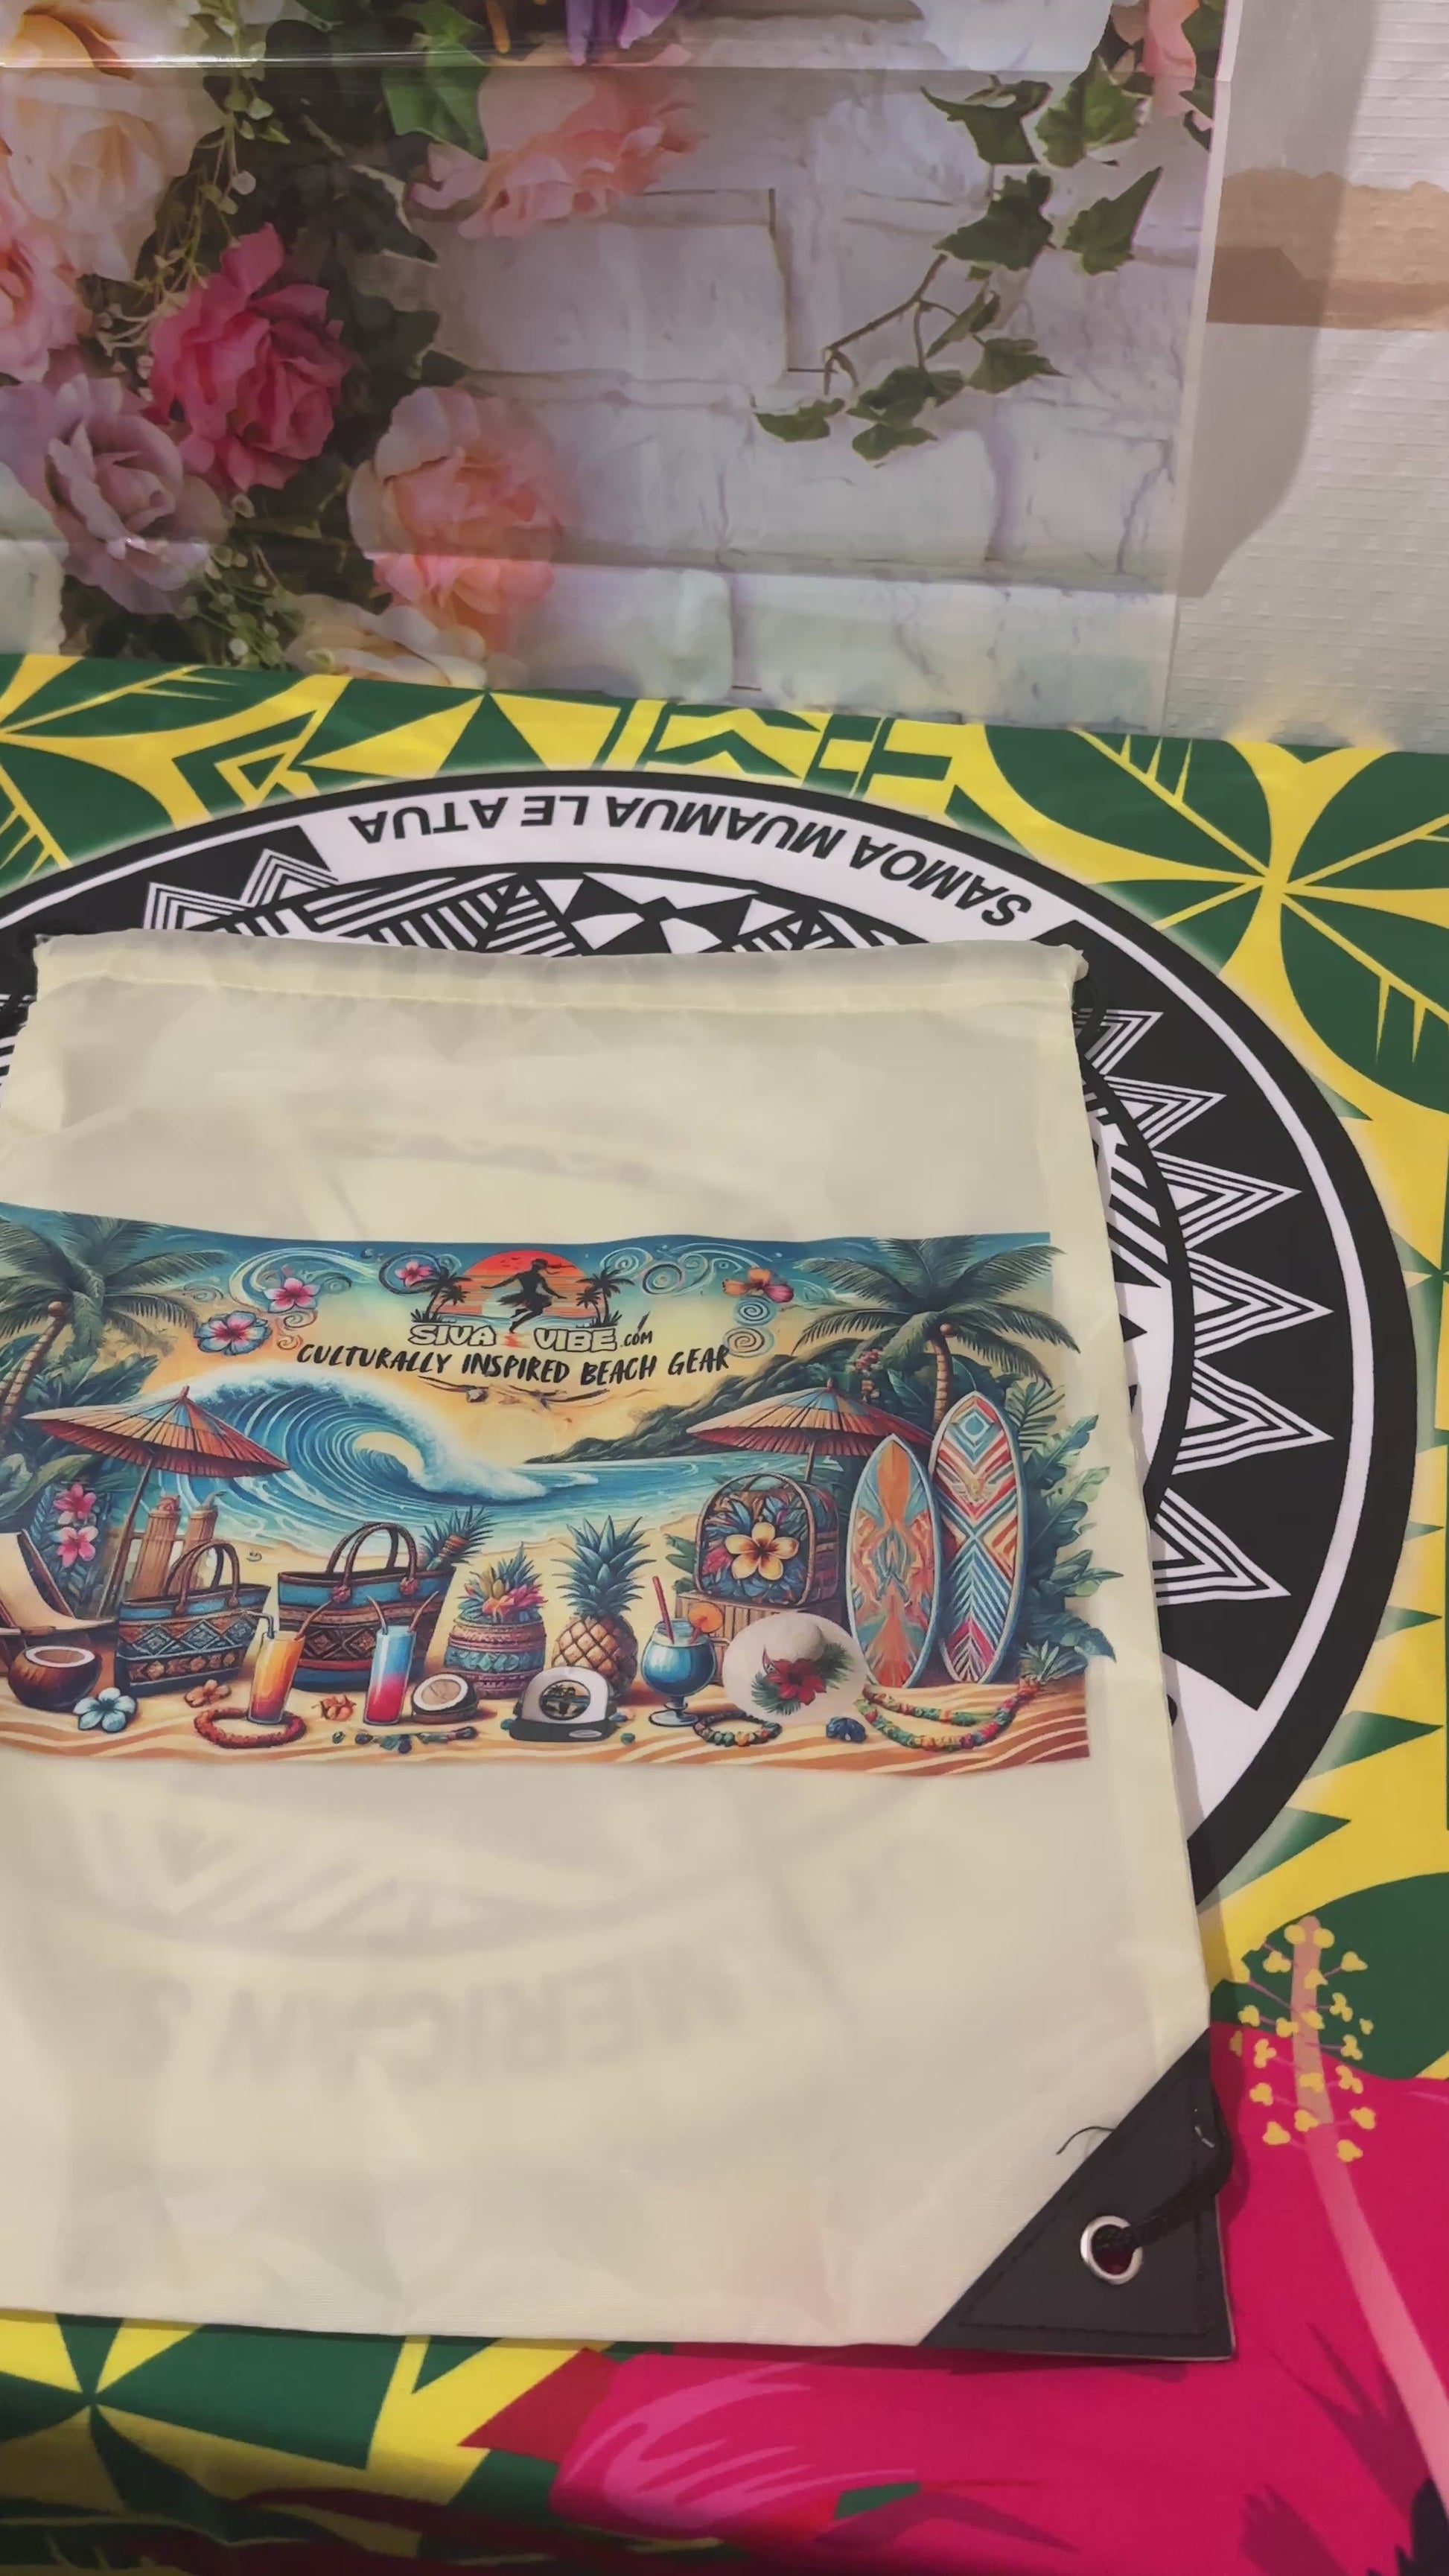 SAMOA MUAMUA LE ATUA
SIVA VIBE.COM
CULTURALLY INSPIRED BEACH GEAR